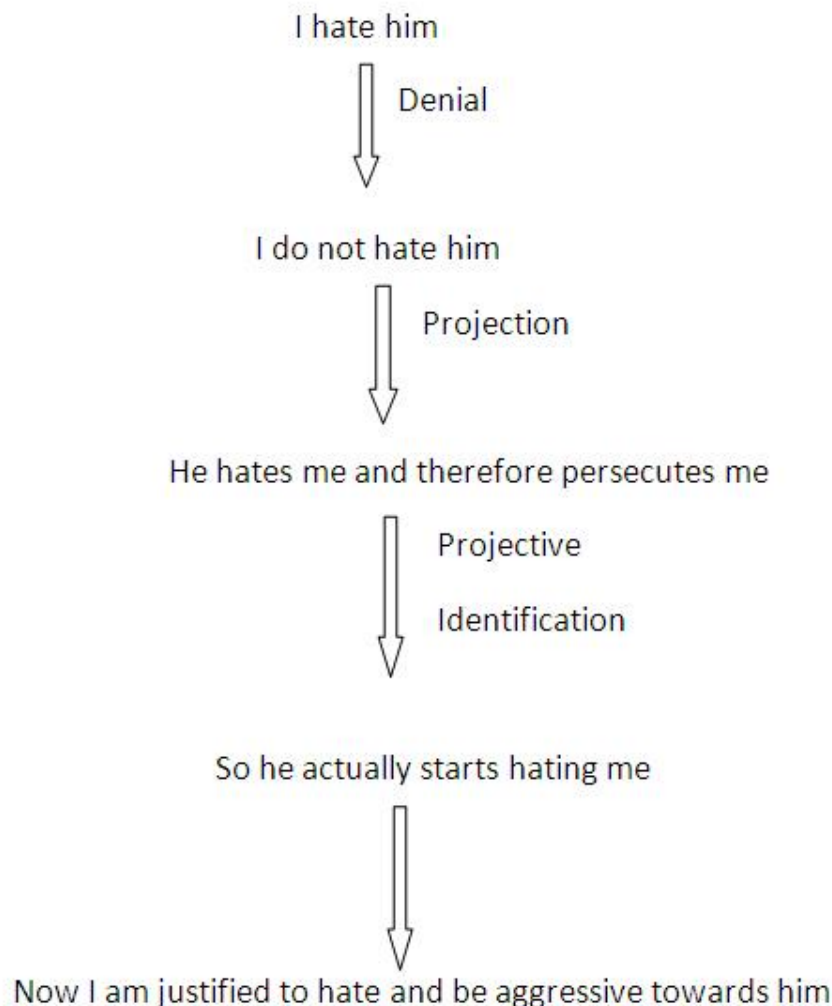 I hate him
Denial
I do not hate him
Projection
He hates me and therefore persecutes me
Projective
Identification
So he actually starts hating me
Now I am justified to hate and be aggressive towards him